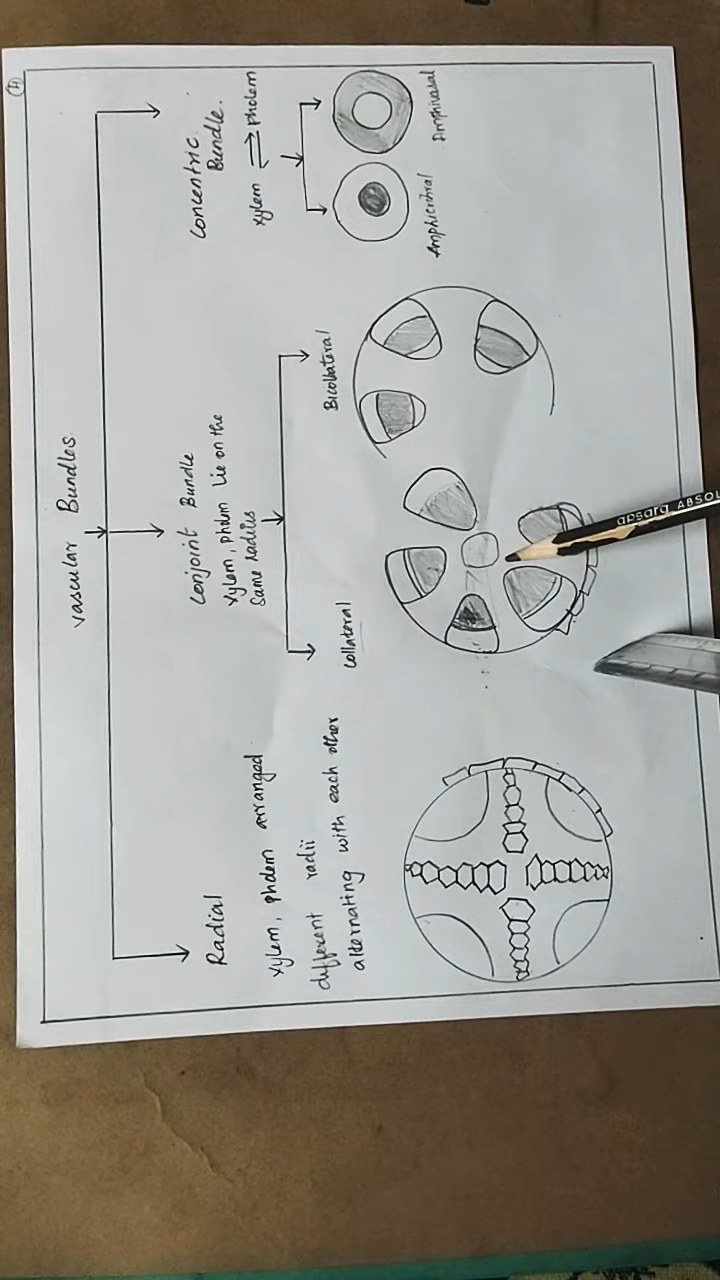 4
Vascular Bundles
Radial
xylem, phloem arranged
different radii
alternating with each other
Conjoint Bundle
xylem, phloem Lie on the
Same radius
Collateral
Bicollateral
Concentric
Bundle.
xylem ⇌ phloem
Amphicribral
Amphivasal
apsara ABSOL